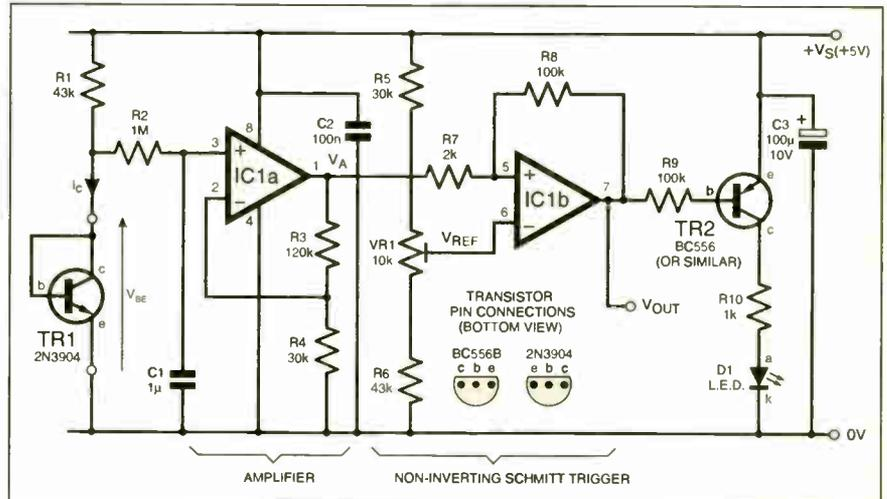 +VS(+5V)
R1
43k
R2
1M
IC
VBE
b
c
e
TR1
2N3904
C1
1µ
3
+
2
−
8
4
1
IC1a
VA
C2
100n
R3
120k
R4
30k
R5
30k
VR1
10k
R6
43k
VREF
R7
2k
R8
100k
5
+
6
−
7
IC1b
R9
100k
VOUT
b
e
c
TR2
BC556
(OR SIMILAR)
R10
1k
D1
L.E.D.
a
k
+
C3
100µ
10V
TRANSISTOR
PIN CONNECTIONS
(BOTTOM VIEW)
BC556B
c b e
2N3904
e b c
0V
AMPLIFIER
NON-INVERTING SCHMITT TRIGGER